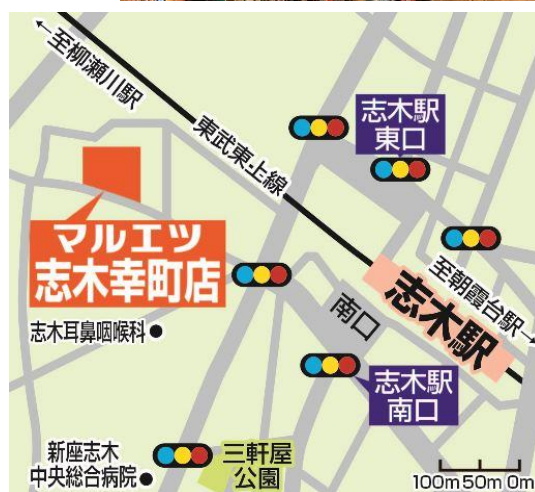 ←至柳瀬川駅
東武東上線
志木駅
東口
マルエツ
志木幸町店
至朝霞台駅→
志木駅
南口
志木耳鼻咽喉科
志木駅
南口
新座志木
中央総合病院
三軒屋
公園
100m 50m 0m